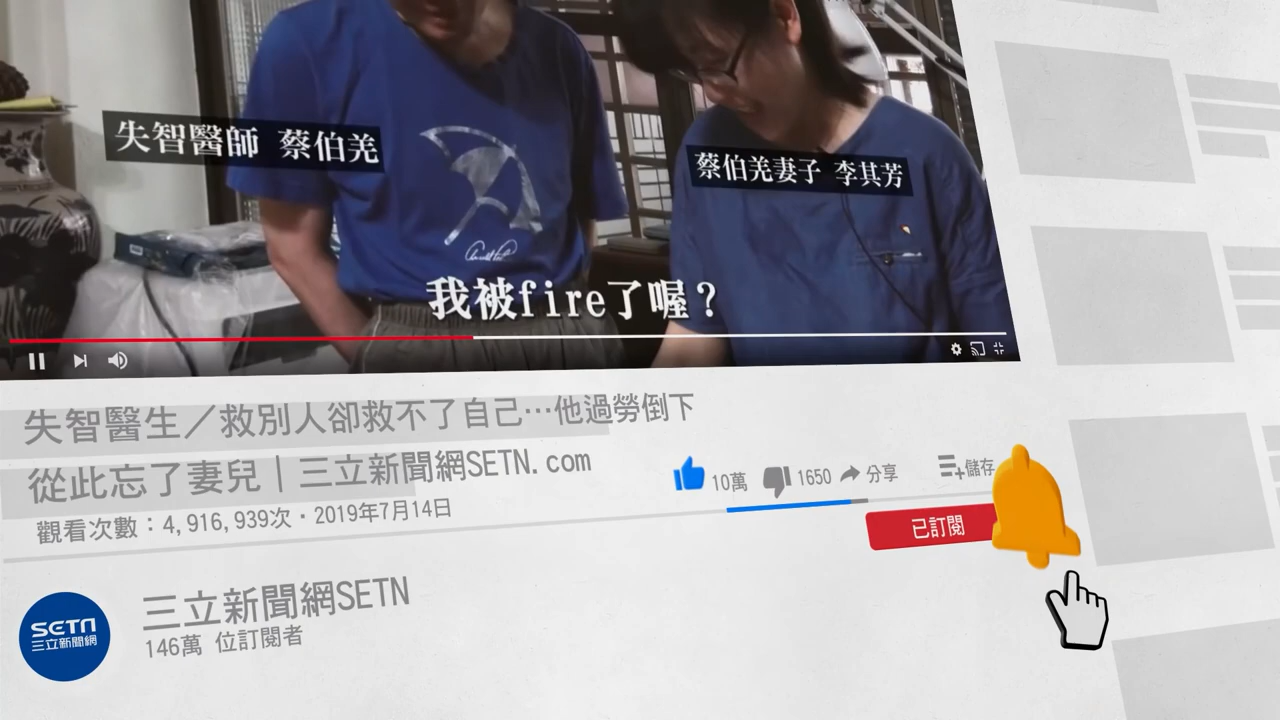 失智醫師 蔡伯羌
蔡伯羌妻子 李其芳
我被fire了喔？
失智醫生／救別人卻救不了自己…他過勞倒下
從此忘了妻兒｜三立新聞網SETN.com
觀看次數：4,916,939次・2019年7月14日
10萬
1650
分享
儲存
已訂閱
SETN
三立新聞網
三立新聞網SETN
146萬 位訂閱者